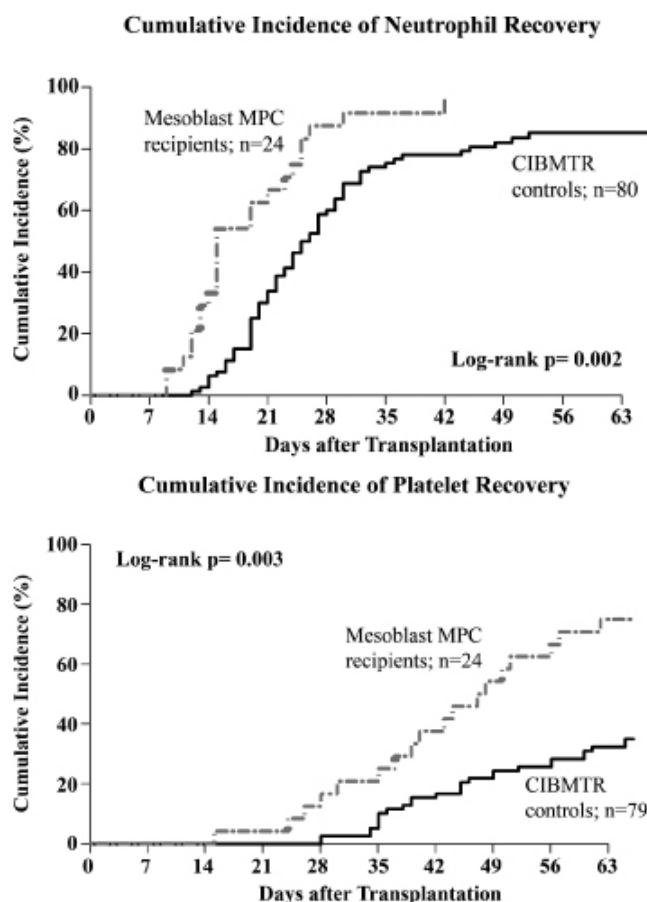 Cumulative Incidence of Neutrophil Recovery
100
80
60
40
20
0
Cumulative Incidence (%)
Mesoblast MPC
recipients; n=24
CIBMTR
controls; n=80
Log-rank p= 0.002
0 7 14 21 28 35 42 49 56 63
Days after Transplantation
Cumulative Incidence of Platelet Recovery
100
80
60
40
20
0
Cumulative Incidence (%)
Log-rank p= 0.003
Mesoblast MPC
recipients; n=24
CIBMTR
controls; n=79
0 7 14 21 28 35 42 49 56 63
Days after Transplantation